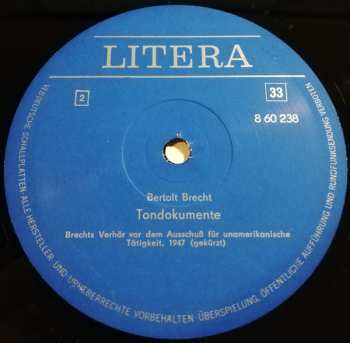 LITERA
2
33
8 60 238
Bertolt Brecht
Tondokumente
Brechts Verhör vor dem Ausschuß für unamerikanische
Tätigkeit, 1947 (gekürzt)
VEB DEUTSCHE SCHALLPLATTEN ALLE HERSTELLER- UND URHEBERRECHTE VORBEHALTEN ÜBERSPIELUNG, ÖFFENTLICHE AUFFÜHRUNG UND RUNDFUNKSENDUNG VERBOTEN